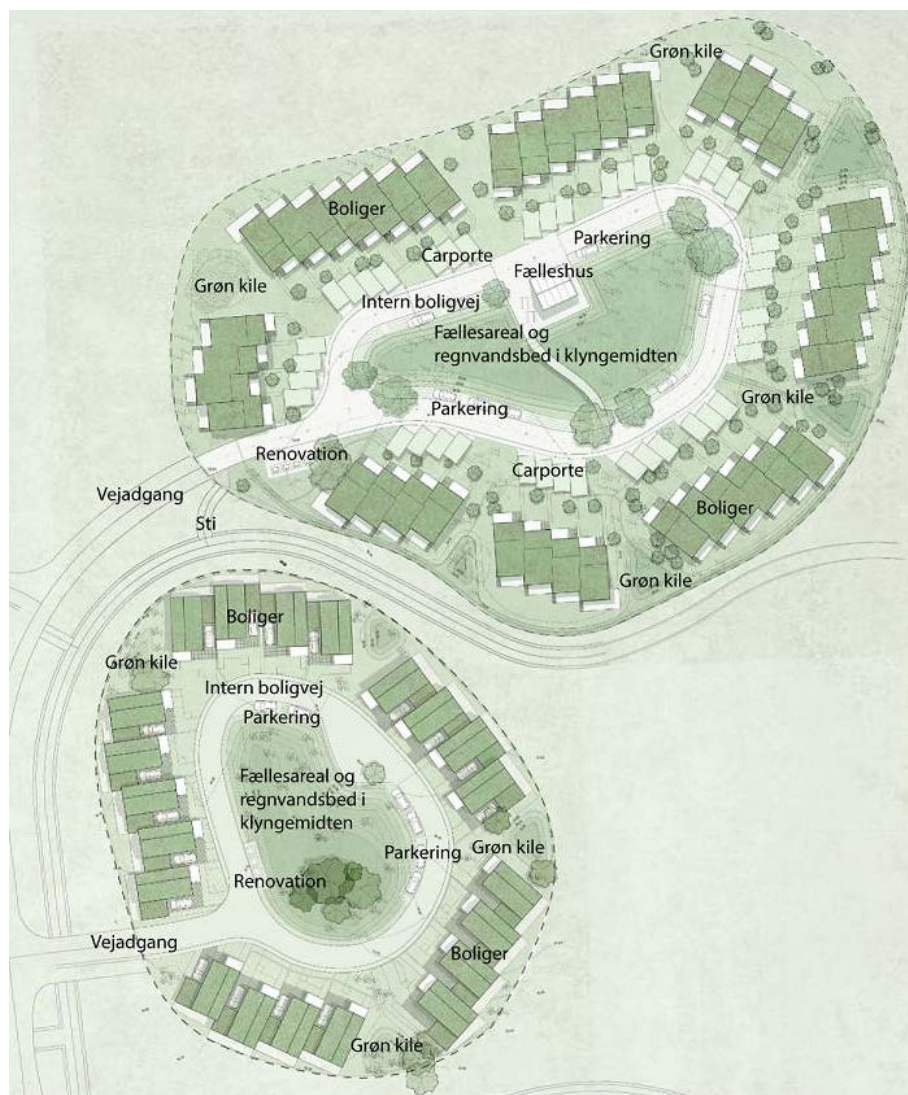 Grøn kile
Boliger
Parkering
Carporte
Fælleshus
Grøn kile
Intern boligvej
Fællesareal og
regnvandsbed i klyngemidten
Grøn kile
Parkering
Renovation
Carporte
Vejadgang
Boliger
Sti
Grøn kile
Boliger
Grøn kile
Intern boligvej
Parkering
Fællesareal og
regnvandsbed i
klyngemidten
Parkering
Grøn kile
Renovation
Vejadgang
Boliger
Grøn kile